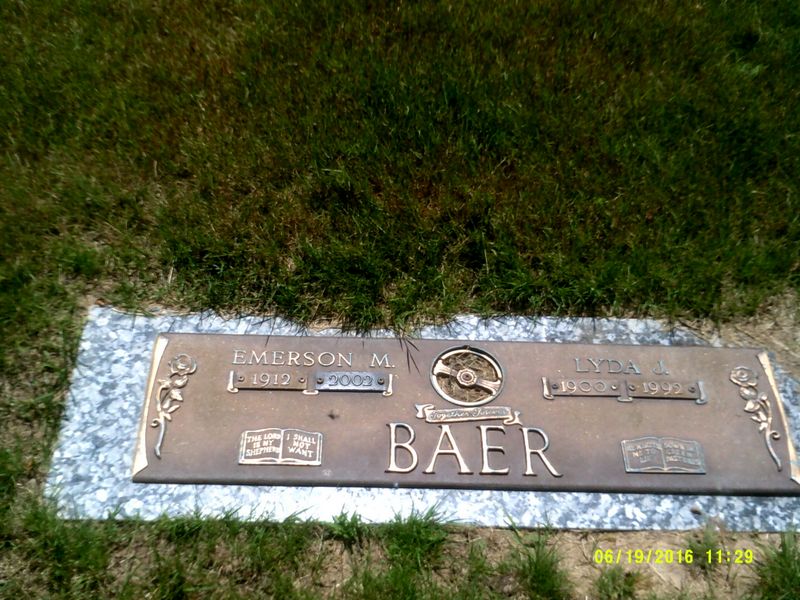 EMERSON M.
1912 2002
LYDA J.
1900 1992
Together Forever
BAER
THE LORD
IS MY
SHEPHERD
I SHALL
NOT
WANT
06/19/2016 11:29